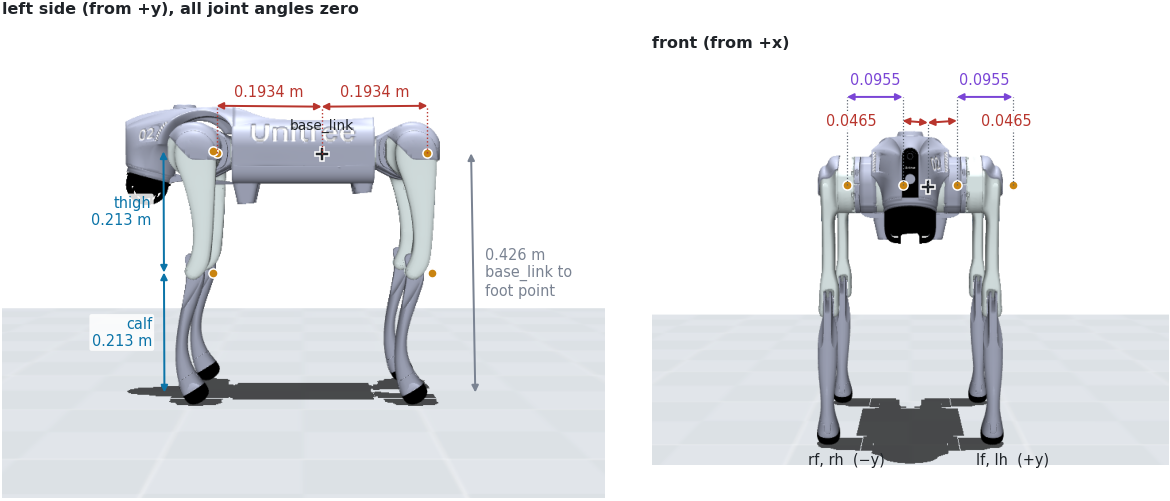 left side (from +y), all joint angles zero
front (from +x)
0.1934 m
0.1934 m
base_link
02
Unitree
thigh
0.213 m
calf
0.213 m
0.426 m
base_link to
foot point
0.0955
0.0955
0.0465
0.0465
02
rf, rh (−y)
lf, lh (+y)